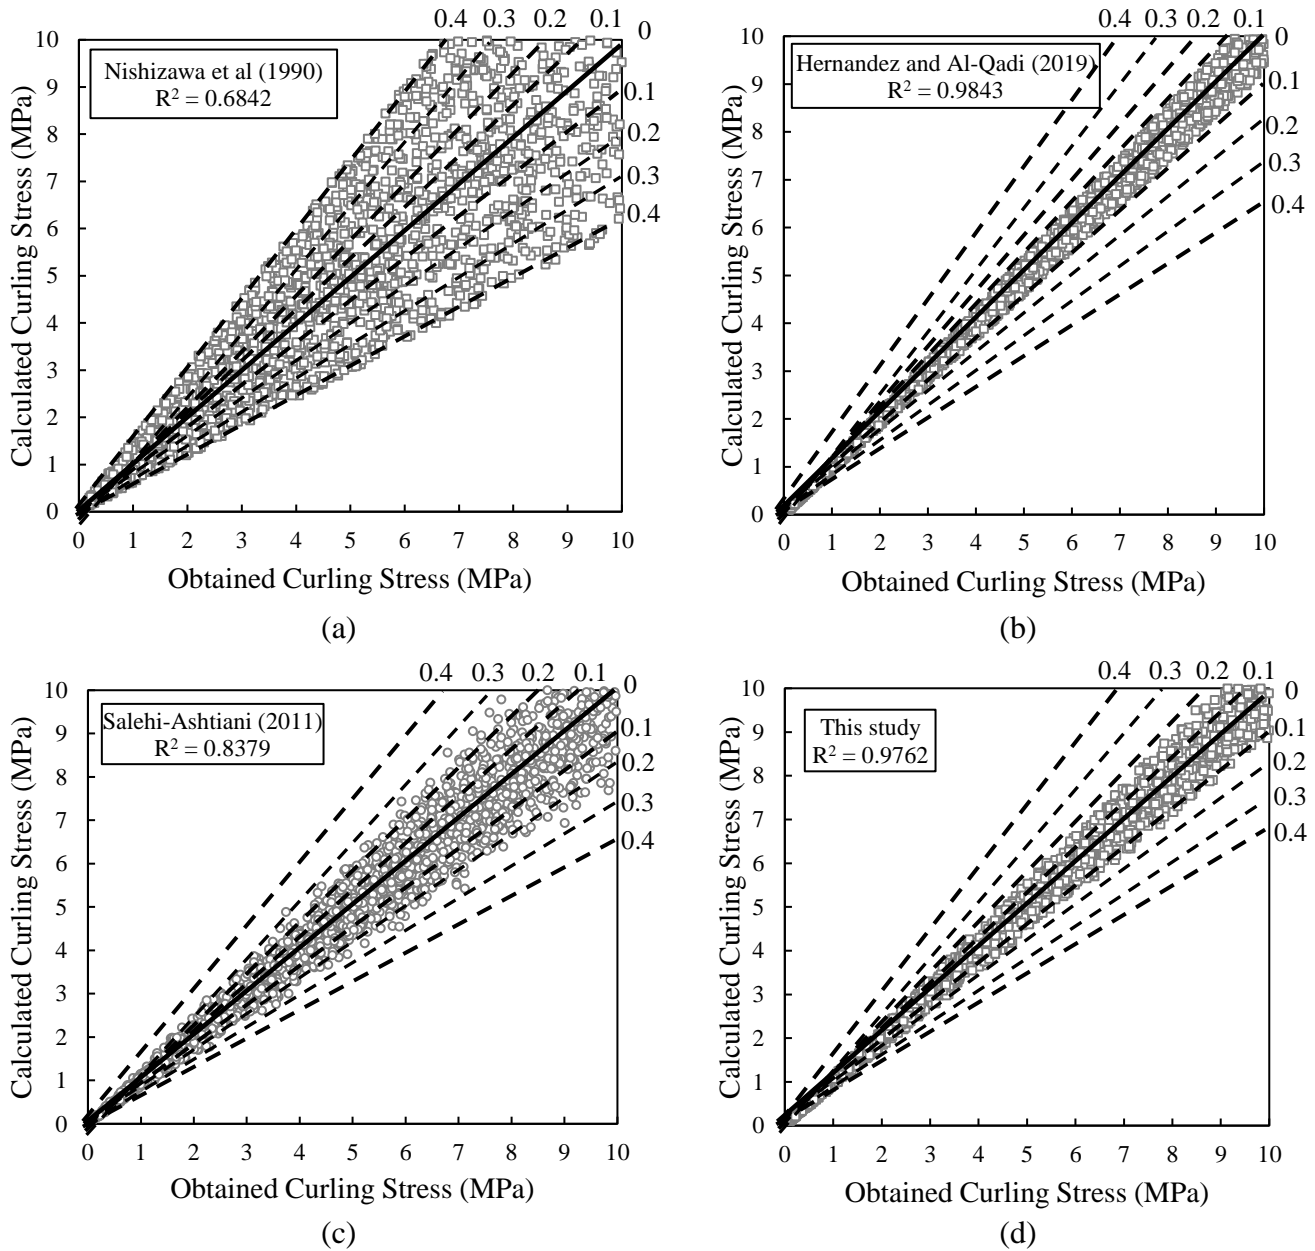 0.4 0.3 0.2 0.1
0
10
9
8
7
6
5
4
3
2
1
0
Nishizawa et al (1990)
R² = 0.6842
0.1
0.2
0.3
0.4
Calculated Curling Stress (MPa)
0 1 2 3 4 5 6 7 8 9 10
Obtained Curling Stress (MPa)
(a)
0.4 0.3 0.2 0.1
0
10
9
8
7
6
5
4
3
2
1
0
Hernandez and Al-Qadi (2019)
R² = 0.9843
0.1
0.2
0.3
0.4
Calculated Curling Stress (MPa)
0 1 2 3 4 5 6 7 8 9 10
Obtained Curling Stress (MPa)
(b)
0.4 0.3 0.2 0.1
0
10
9
8
7
6
5
4
3
2
1
0
Salehi-Ashtiani (2011)
R² = 0.8379
0.1
0.2
0.3
0.4
Calculated Curling Stress (MPa)
0 1 2 3 4 5 6 7 8 9 10
Obtained Curling Stress (MPa)
(c)
0.4 0.3 0.2 0.1
0
10
9
8
7
6
5
4
3
2
1
0
This study
R² = 0.9762
0.1
0.2
0.3
0.4
Calculated Curling Stress (MPa)
0 1 2 3 4 5 6 7 8 9 10
Obtained Curling Stress (MPa)
(d)